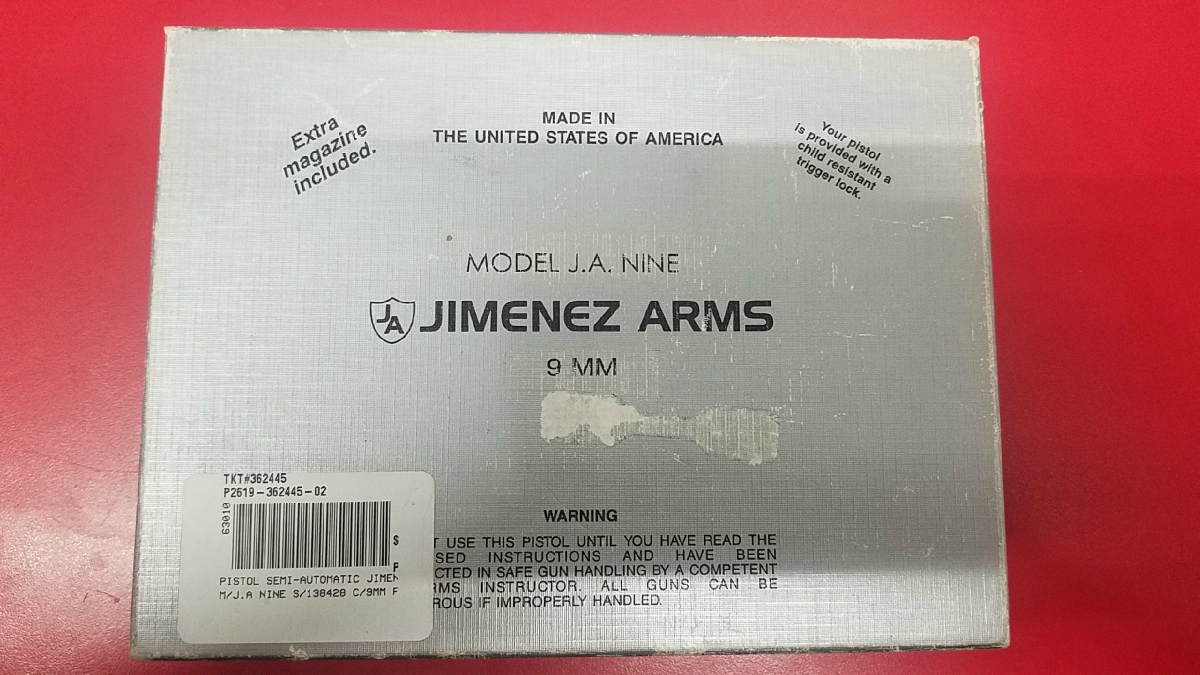 Extra
magazine
included.
MADE IN
THE UNITED STATES OF AMERICA
Your pistol
is provided with a
child resistant
trigger lock.
MODEL J.A. NINE
JA JIMENEZ ARMS
9 MM
TKT#362445
P2619-362445-02
63010
$
P
PISTOL SEMI-AUTOMATIC JIMEN
M/J.A NINE S/138428 C/9MM F
WARNING
T USE THIS PISTOL UNTIL YOU HAVE READ THE
SED INSTRUCTIONS AND HAVE BEEN
CTED IN SAFE GUN HANDLING BY A COMPETENT
RMS INSTRUCTOR. ALL GUNS CAN BE
ROUS IF IMPROPERLY HANDLED.